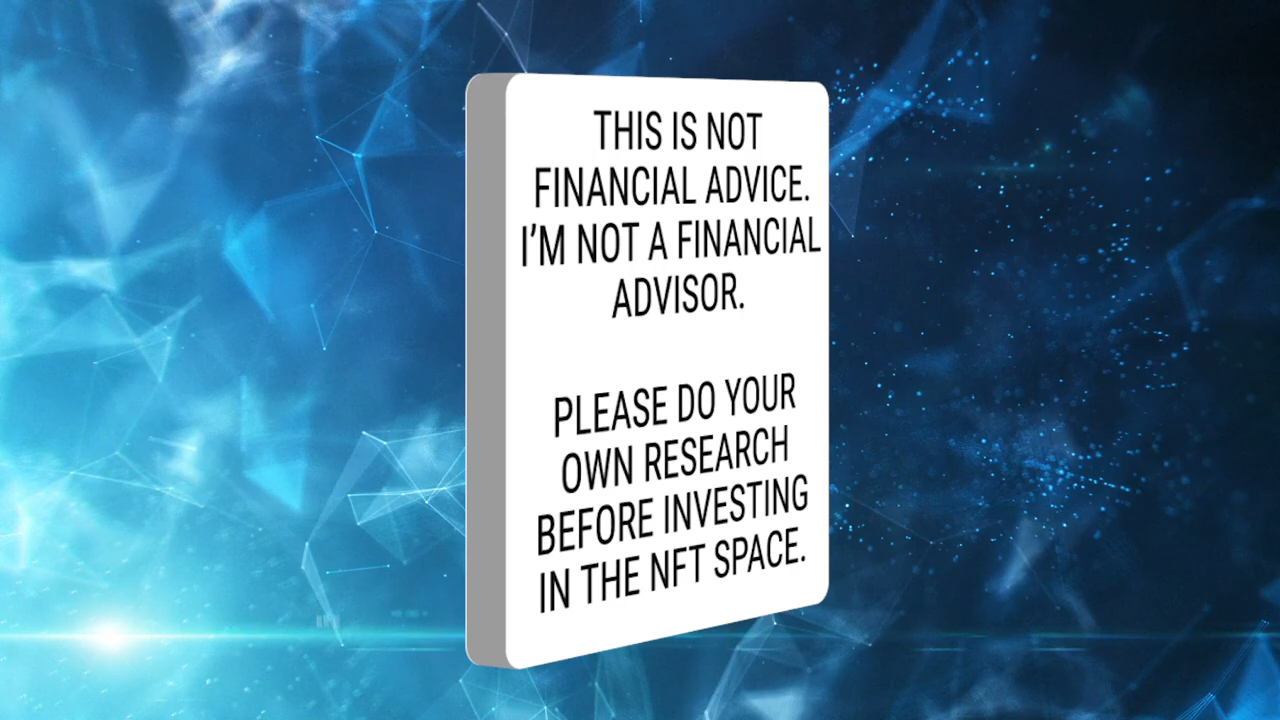 THIS IS NOT
FINANCIAL ADVICE.
I'M NOT A FINANCIAL
ADVISOR.
PLEASE DO YOUR
OWN RESEARCH
BEFORE INVESTING
IN THE NFT SPACE.